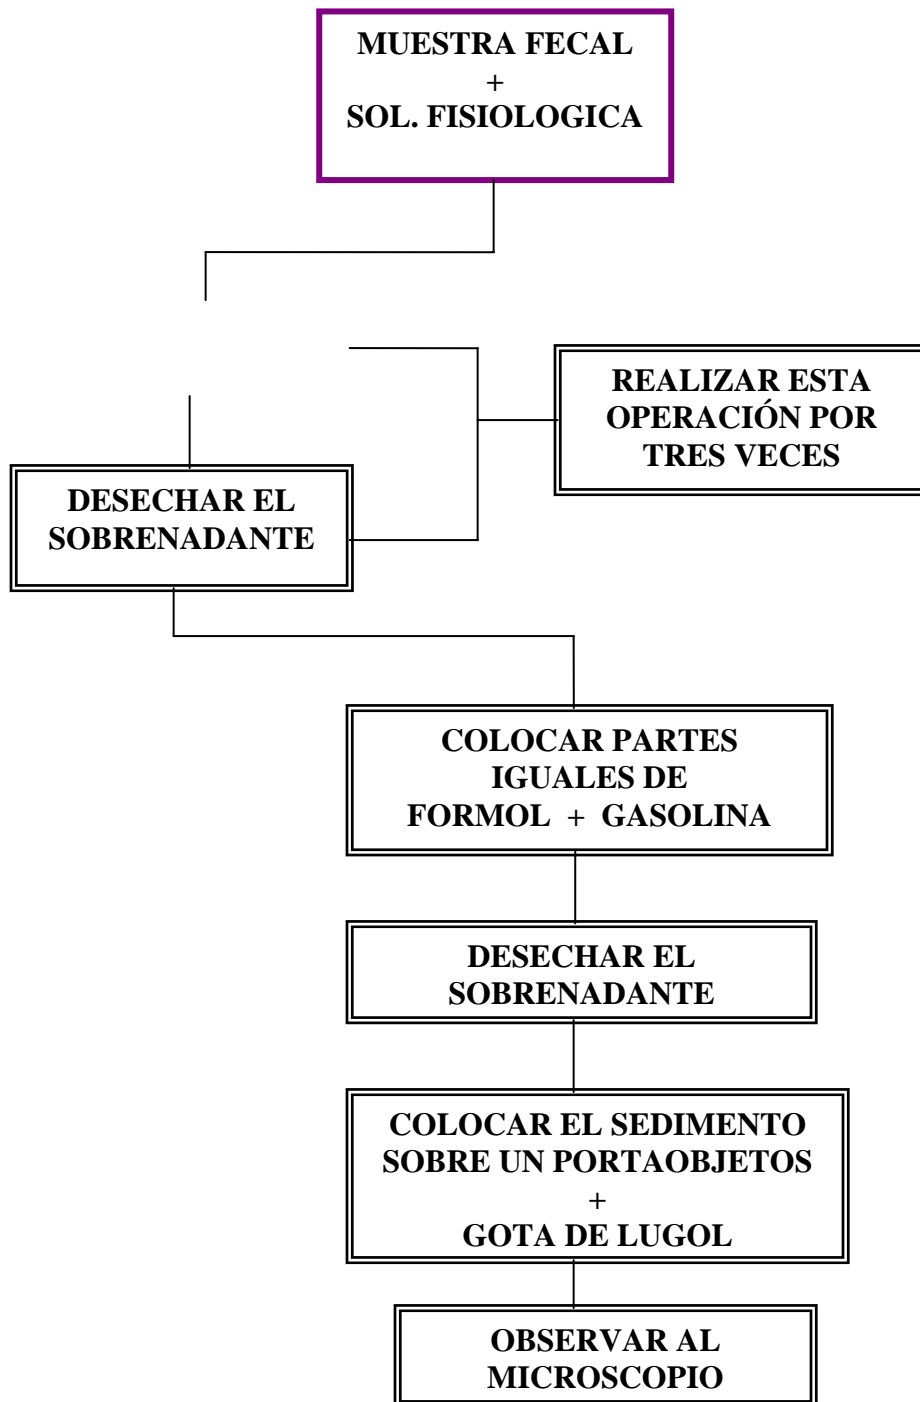 MUESTRA FECAL
+
SOL. FISIOLOGICA
REALIZAR ESTA
OPERACIÓN POR
TRES VECES
DESECHAR EL
SOBRENADANTE
COLOCAR PARTES
IGUALES DE
FORMOL + GASOLINA
DESECHAR EL
SOBRENADANTE
COLOCAR EL SEDIMENTO
SOBRE UN PORTAOBJETOS
+
GOTA DE LUGOL
OBSERVAR AL
MICROSCOPIO